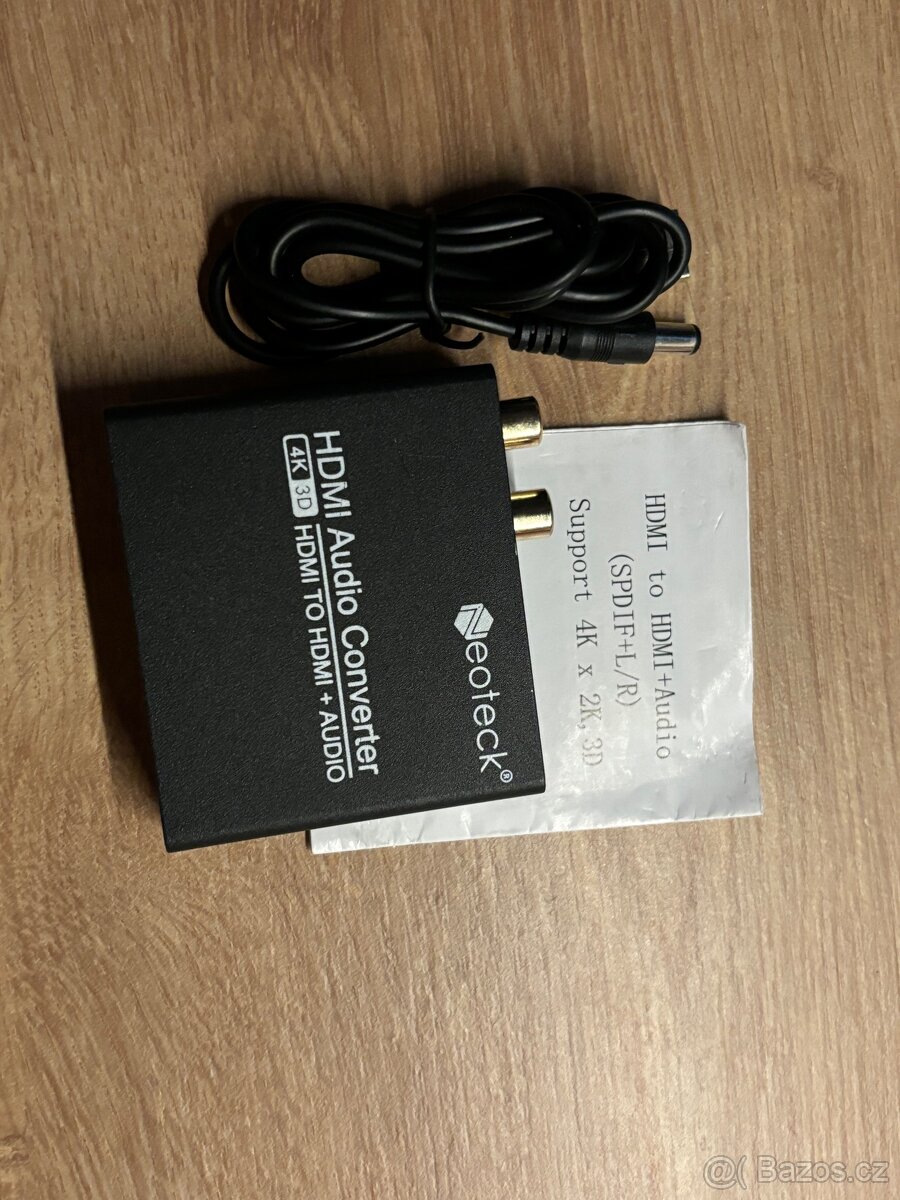 Neoteck®
HDMI Audio Converter
4K 3D HDMI TO HDMI + AUDIO
HDMI to HDMI+Audio
(SPDIF+L/R)
Support 4K x 2K, 3D
@( Bazos.cz